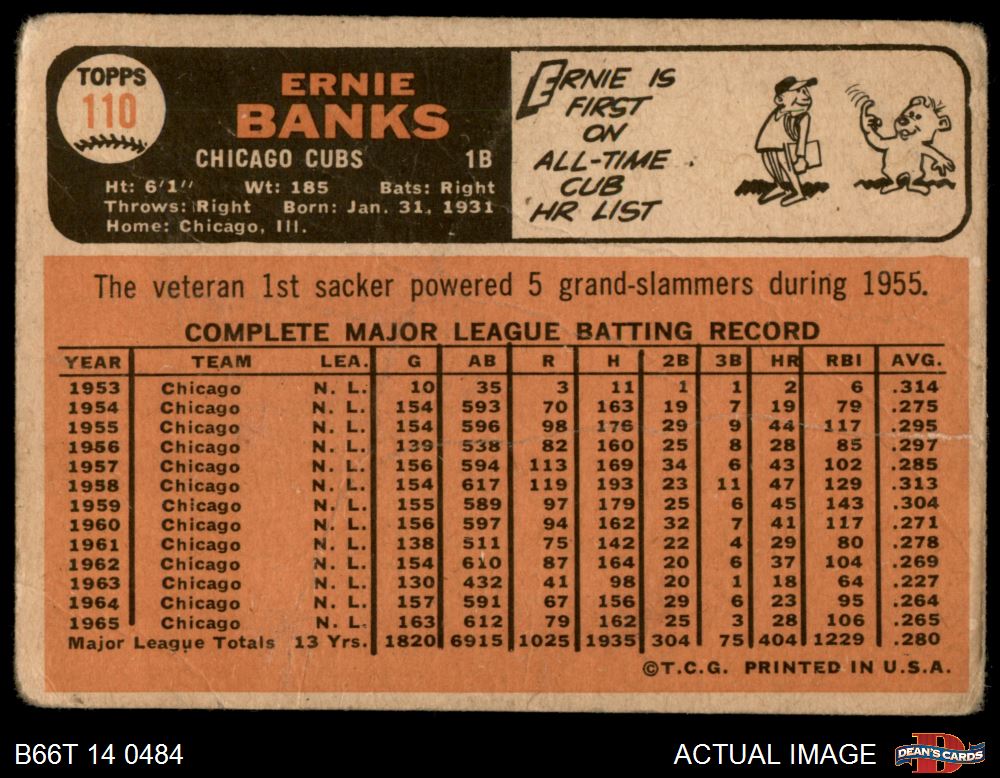 TOPPS
110
ERNIE
BANKS
CHICAGO CUBS 1B
Ht: 6'1" Wt: 185 Bats: Right
Throws: Right Born: Jan. 31, 1931
Home: Chicago, Ill.
ERNIE IS
FIRST
ON
ALL-TIME
CUB
HR LIST
The veteran 1st sacker powered 5 grand-slammers during 1955.
COMPLETE MAJOR LEAGUE BATTING RECORD
YEAR TEAM LEA. G AB R H 2B 3B HR RBI AVG.
1953 Chicago N. L. 10 35 3 11 1 1 2 6 .314
1954 Chicago N. L. 154 593 70 163 19 7 19 79 .275
1955 Chicago N. L. 154 596 98 176 29 9 44 117 .295
1956 Chicago N. L. 139 538 82 160 25 8 28 85 .297
1957 Chicago N. L. 156 594 113 169 34 6 43 102 .285
1958 Chicago N. L. 154 617 119 193 23 11 47 129 .313
1959 Chicago N. L. 155 589 97 179 25 6 45 143 .304
1960 Chicago N. L. 156 597 94 162 32 7 41 117 .271
1961 Chicago N. L. 138 511 75 142 22 4 29 80 .278
1962 Chicago N. L. 154 610 87 164 20 6 37 104 .269
1963 Chicago N. L. 130 432 41 98 20 1 18 64 .227
1964 Chicago N. L. 157 591 67 156 29 6 23 95 .264
1965 Chicago N. L. 163 612 79 162 25 3 28 106 .265
Major League Totals 13 Yrs. 1820 6915 1025 1935 304 75 404 1229 .280
©T.C.G. PRINTED IN U.S.A.
B66T 14 0484 ACTUAL IMAGE DEAN'S CARDS